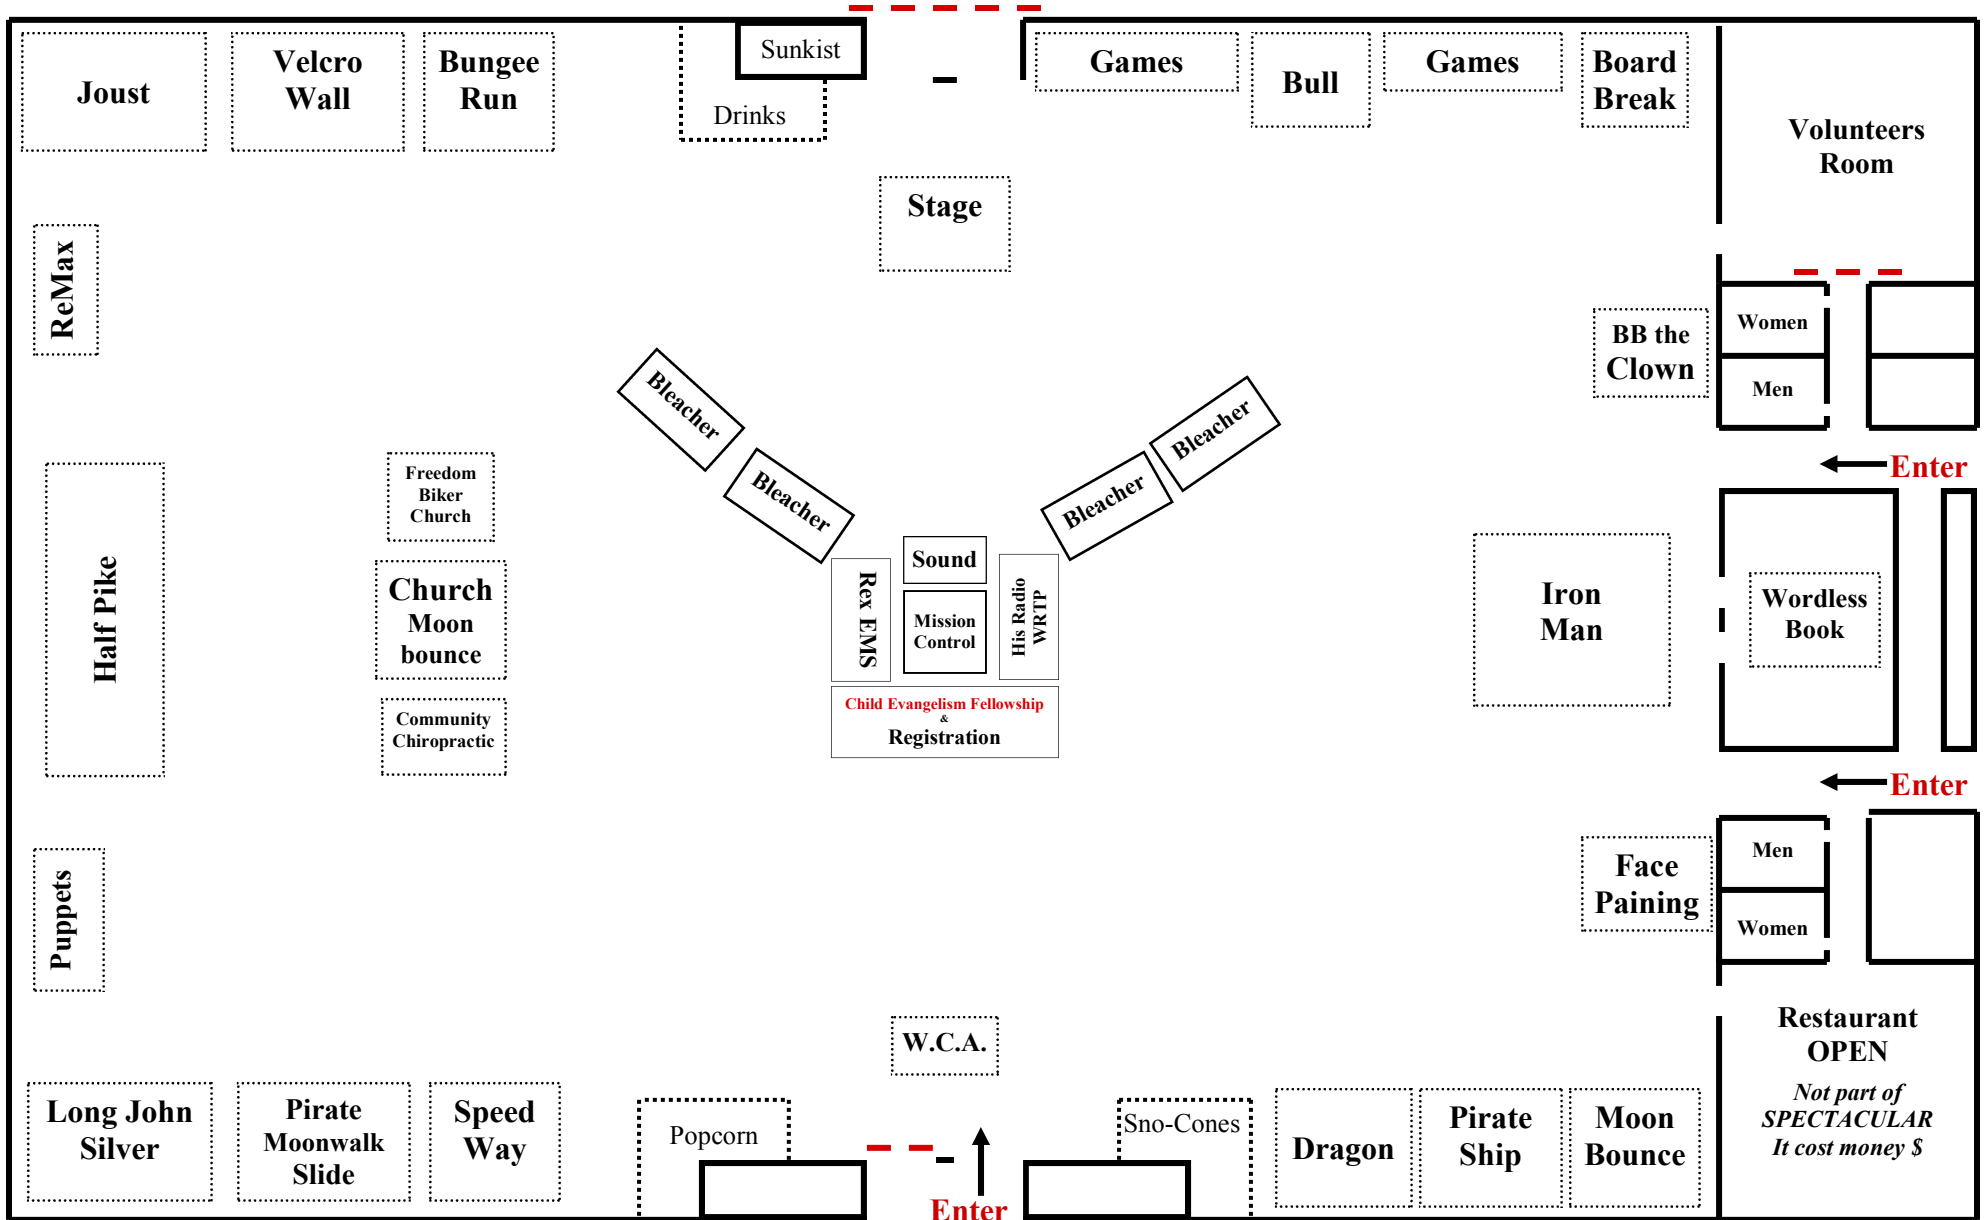 Sunkist
Drinks
Joust
Velcro
Wall
Bungee
Run
Games
Bull
Games
Board
Break
Volunteers
Room
Stage
ReMax
Women
Men
BB the
Clown
Bleacher
Bleacher
Bleacher
Bleacher
Enter
Half Pike
Freedom
Biker
Church
Church
Moon
bounce
Community
Chiropractic
Rex EMS
Sound
Mission
Control
His Radio
WRTP
Child Evangelism Fellowship
&
Registration
Iron
Man
Wordless
Book
Enter
Puppets
Face
Paining
Men
Women
W.C.A.
Restaurant
OPEN
Not part of
SPECTACULAR
It cost money $
Long John
Silver
Pirate
Moonwalk
Slide
Speed
Way
Popcorn
Enter
Sno-Cones
Dragon
Pirate
Ship
Moon
Bounce